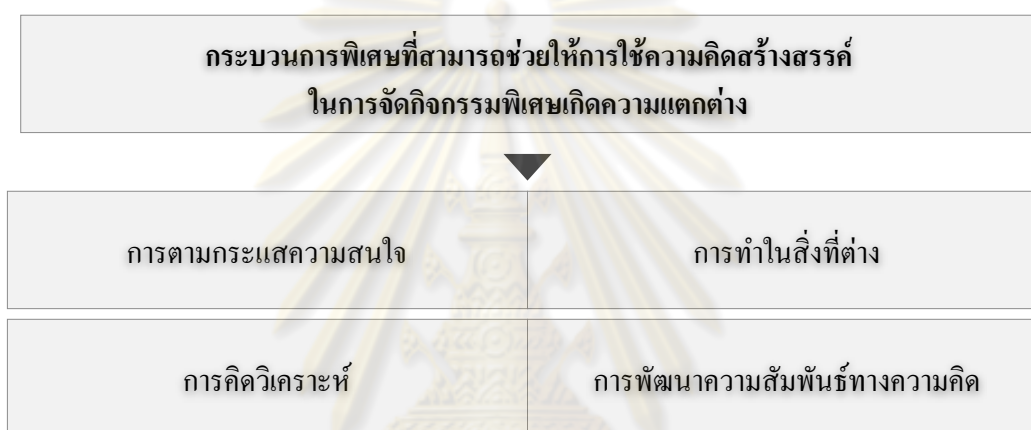 กระบวนการพิเศษที่สามารถช่วยให้การใช้ความคิดสร้างสรรค์
ในการจัดกิจกรรมพิเศษเกิดความแตกต่าง
การตามกระแสความสนใจ
การทำในสิ่งที่ต่าง
การคิดวิเคราะห์
การพัฒนาความสัมพันธ์ทางความคิด